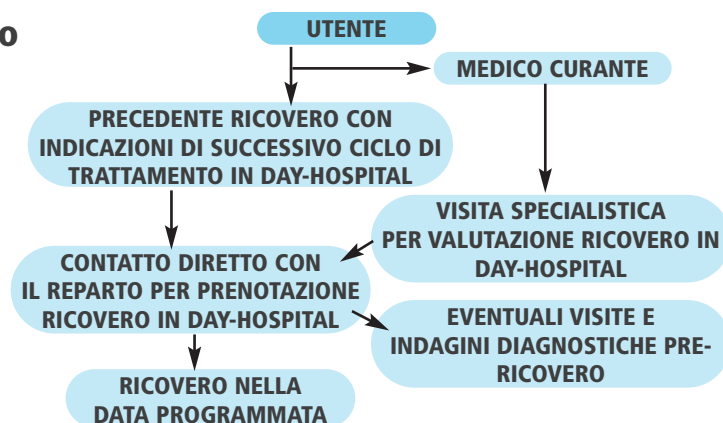 o
UTENTE
MEDICO CURANTE
PRECEDENTE RICOVERO CON
INDICAZIONI DI SUCCESSIVO CICLO DI
TRATTAMENTO IN DAY-HOSPITAL
VISITA SPECIALISTICA
PER VALUTAZIONE RICOVERO IN
DAY-HOSPITAL
CONTATTO DIRETTO CON
IL REPARTO PER PRENOTAZIONE
RICOVERO IN DAY-HOSPITAL
EVENTUALI VISITE E
INDAGINI DIAGNOSTICHE PRE-
RICOVERO
RICOVERO NELLA
DATA PROGRAMMATA